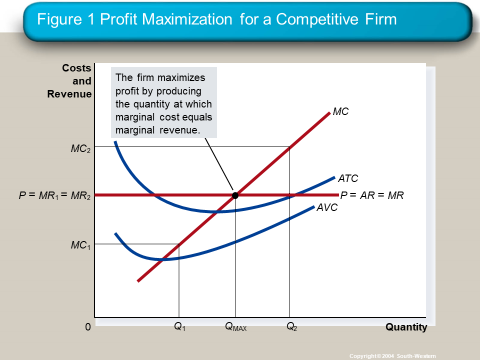 Figure 1 Profit Maximization for a Competitive Firm
Costs
and
Revenue
The firm maximizes
profit by producing
the quantity at which
marginal cost equals
marginal revenue.
MC
MC2
ATC
P = MR1 = MR2
P = AR = MR
AVC
MC1
0
Q1
QMAX
Q2
Quantity
Copyright © 2004 South-Western